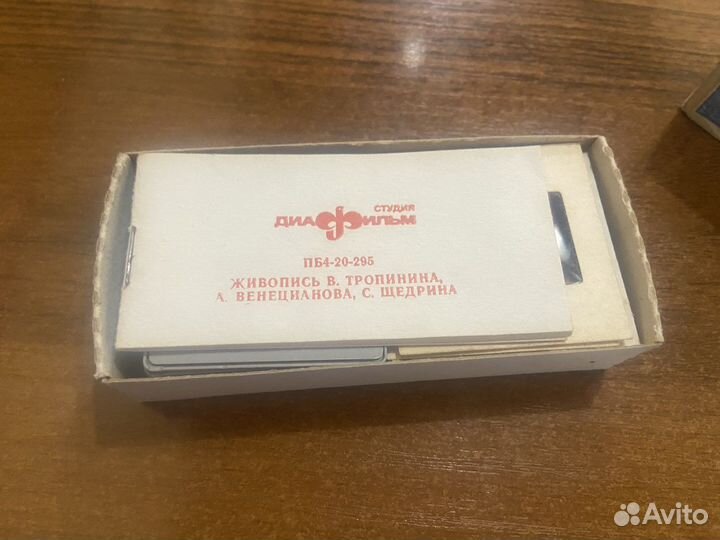 СТУДИЯ
ДИАФИЛЬМ
ПБ4-20-295
ЖИВОПИСЬ В. ТРОПИНИНА,
А. ВЕНЕЦИАНОВА, С. ЩЕДРИНА
Avito